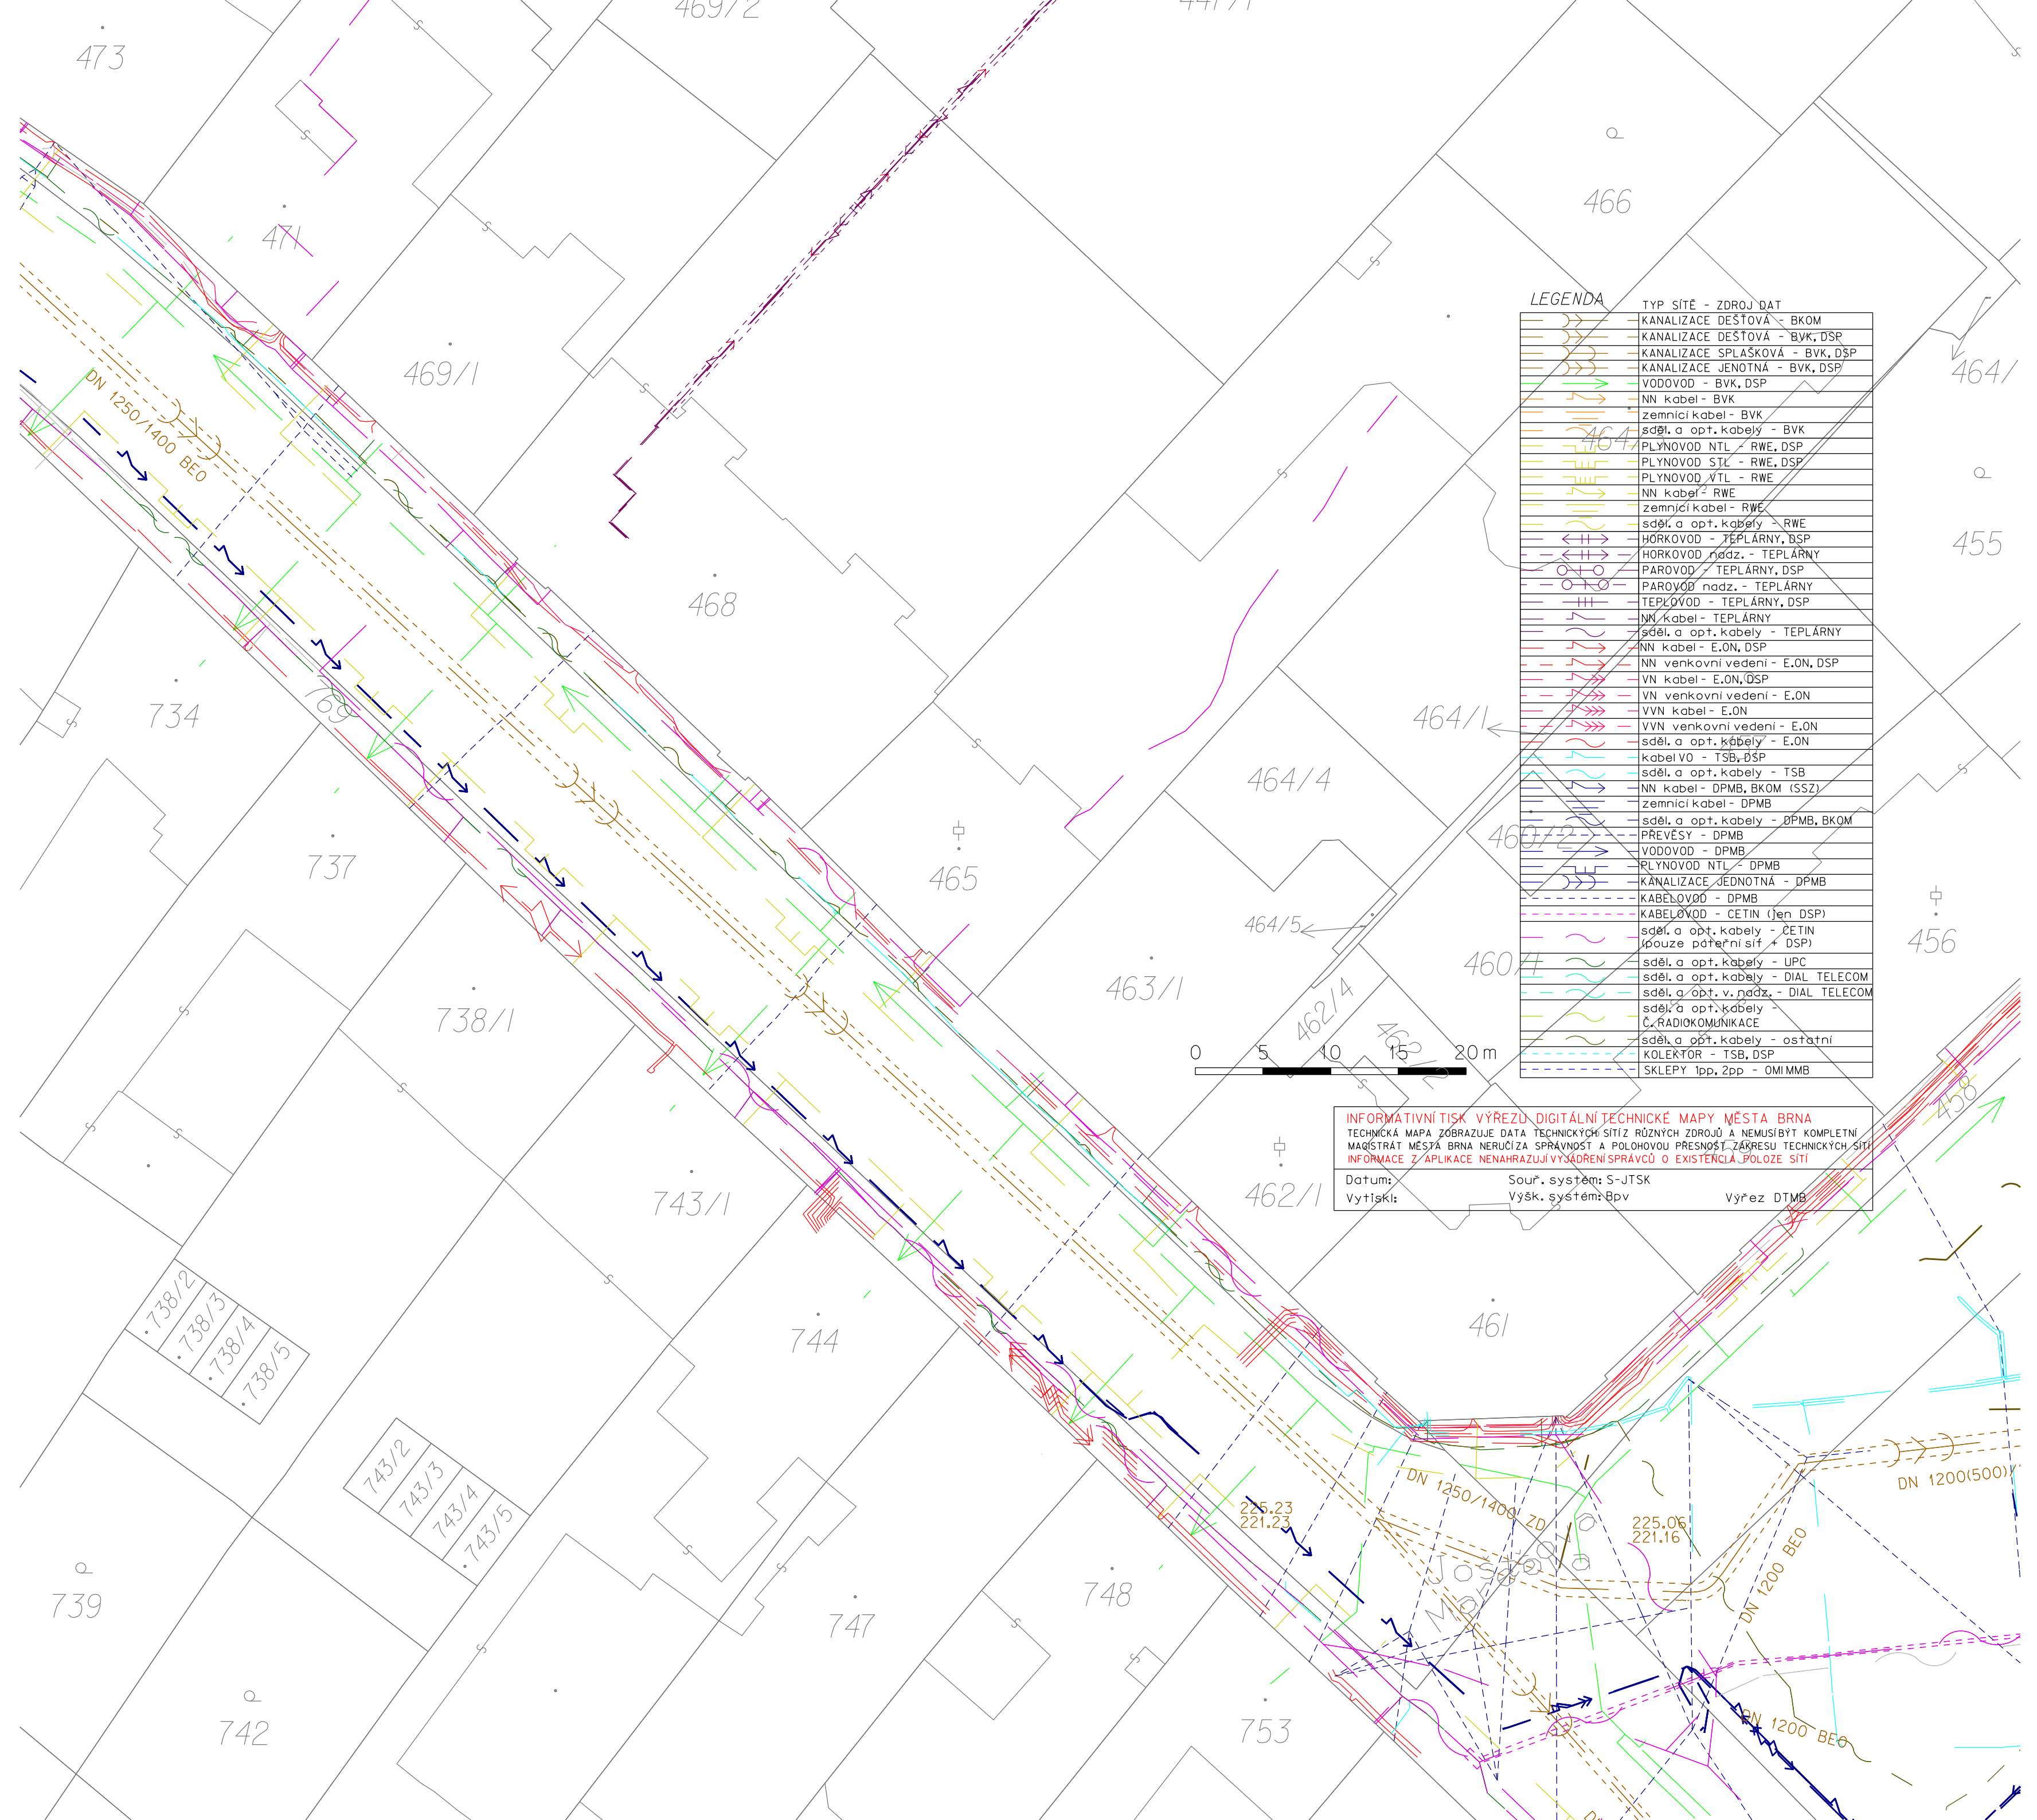 469/2
447/1
473
466
471
LEGENDA
TYP SÍTĚ - ZDROJ DAT
KANALIZACE DEŠŤOVÁ - BKOM
KANALIZACE DEŠŤOVÁ - BVK, DSP
KANALIZACE SPLAŠKOVÁ - BVK, DSP
KANALIZACE JENOTNÁ - BVK, DSP
VODOVOD - BVK, DSP
NN kabel - BVK
zemnící kabel - BVK
sděl. a opt. kabely - BVK
PLYNOVOD NTL - RWE, DSP
PLYNOVOD STL - RWE, DSP
PLYNOVOD VTL - RWE
NN kabel - RWE
zemnící kabel - RWE
sděl. a opt. kabely - RWE
HORKOVOD - TEPLÁRNY, DSP
HORKOVOD nadz. - TEPLÁRNY
PAROVOD - TEPLÁRNY, DSP
PAROVOD nadz. - TEPLÁRNY
TEPLOVOD - TEPLÁRNY, DSP
NN kabel - TEPLÁRNY
sděl. a opt. kabely - TEPLÁRNY
NN kabel - E.ON, DSP
NN venkovní vedení - E.ON, DSP
VN kabel - E.ON, DSP
VN venkovní vedení - E.ON
VVN kabel - E.ON
VVN venkovní vedení - E.ON
sděl. a opt. kabely - E.ON
kabel VO - TSB, DSP
sděl. a opt. kabely - TSB
NN kabel - DPMB, BKOM (SSZ)
zemnící kabel - DPMB
sděl. a opt. kabely - DPMB, BKOM
PŘEVĚSY - DPMB
VODOVOD - DPMB
PLYNOVOD NTL - DPMB
KANALIZACE JEDNOTNÁ - DPMB
KABELOVOD - DPMB
KABELOVOD - CETIN (jen DSP)
sděl. a opt. kabely - CETIN
(pouze páteřní síť + DSP)
sděl. a opt. kabely - UPC
sděl. a opt. kabely - DIAL TELECOM
sděl. a opt. v. nadz. - DIAL TELECOM
sděl. a opt. kabely -
Č. RADIOKOMUNIKACE
sděl. a opt. kabely - ostatní
KOLEKTOR - TSB, DSP
SKLEPY 1pp, 2pp - OMI MMB
469/1
464/
DN 1250/1400 BEO
455
468
734
769
464/1
464/4
460/2
737
465
464/5
456
463/1
460/1
462/4
738/1
462/2
0 5 10 15 20 m
458
INFORMATIVNÍ TISK VÝŘEZU DIGITÁLNÍ TECHNICKÉ MAPY MĚSTA BRNA
TECHNICKÁ MAPA ZOBRAZUJE DATA TECHNICKÝCH SÍTÍ Z RŮZNÝCH ZDROJŮ A NEMUSÍ BÝT KOMPLETNÍ
MAGISTRÁT MĚSTA BRNA NERUČÍ ZA SPRÁVNOST A POLOHOVOU PŘESNOST ZÁKRESU TECHNICKÝCH SÍTÍ
INFORMACE Z APLIKACE NENAHRAZUJÍ VYJÁDŘENÍ SPRÁVCŮ O EXISTENCI A POLOZE SÍTÍ
Datum: Souř. systém: S-JTSK
Vytiskl: Výšk. systém: Bpv Výřez DTMB
743/1
462/1
738/2
738/3
738/4
738/5
744
461
743/2
743/3
743/4
743/5
DN 1250/1400 ZD
DN 1200(500)/
225.23
221.23
225.06
221.16
DN 1200 BEO
739
747
748
742
753
DN 1200 BEO